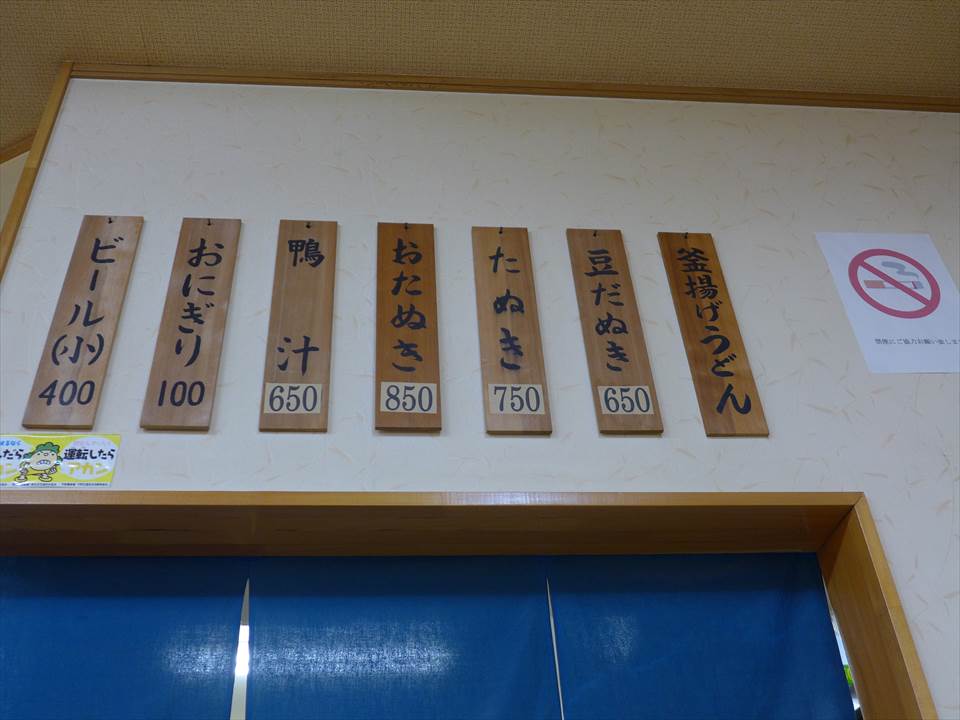 釜揚げうどん
豆だぬき
650
たぬき
750
おたぬき
850
鴨汁
650
おにぎり
100
ビール(小)
400
運転したら
アカン